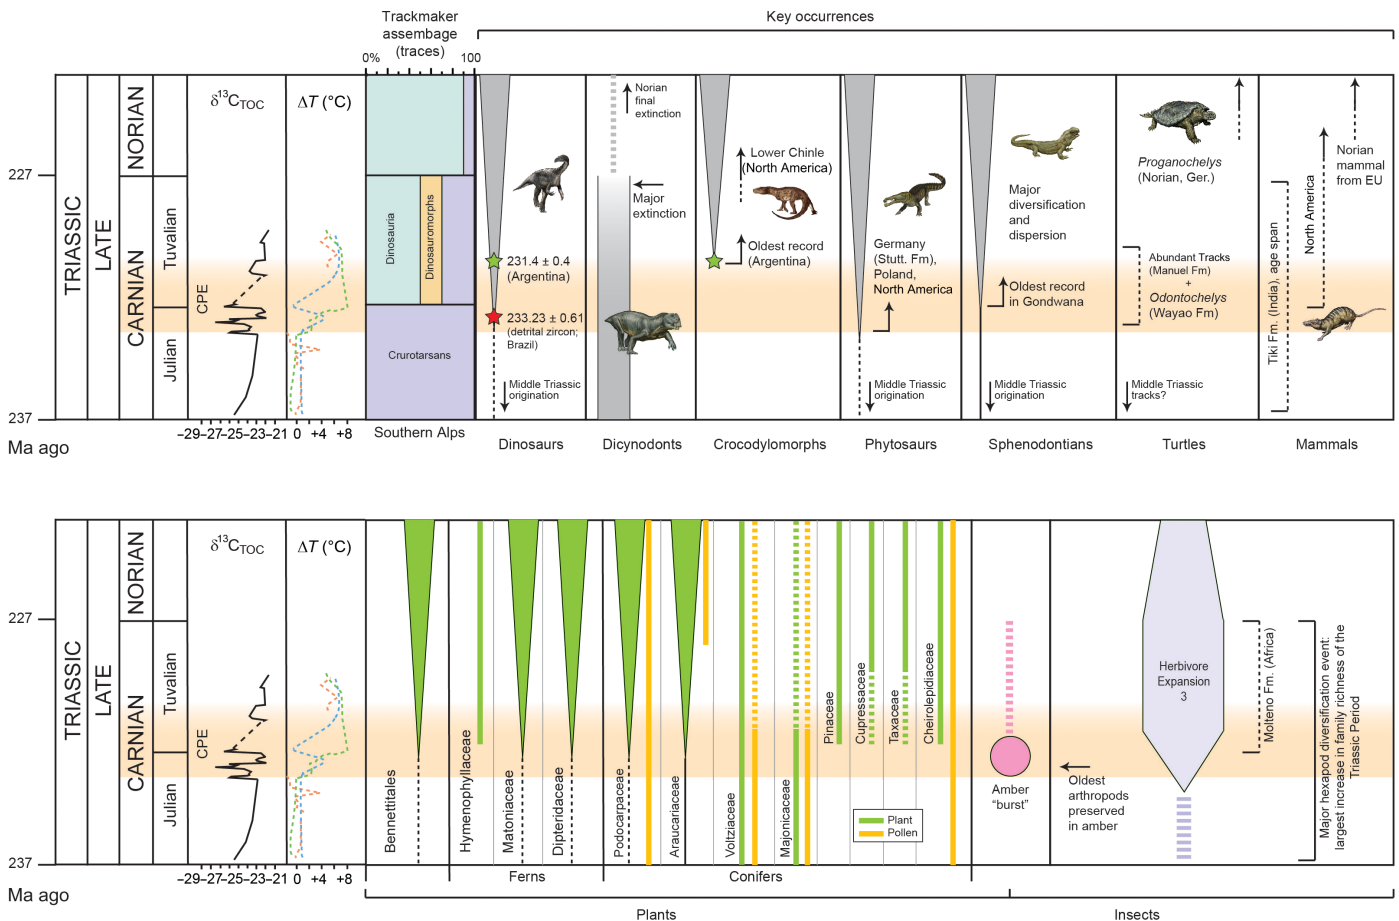 Trackmaker
assembage
(traces)
Key occurrences
0%
100
δ13CTOC
ΔT (°C)
NORIAN
227
TRIASSIC
LATE
CARNIAN
Tuvalian
Julian
CPE
237
Ma ago
−29−27−25−23−21
0 +4 +8
Dinosauria
Dinosauromorphs
Crurotarsans
Southern Alps
231.4 ± 0.4
(Argentina)
233.23 ± 0.61
(detrital zircon;
Brazil)
Middle Triassic
origination
Dinosaurs
Norian
final
extinction
Major
extinction
Dicynodonts
Lower Chinle
(North America)
Oldest record
(Argentina)
Crocodylomorphs
Germany
(Stutt. Fm),
Poland,
North America
Middle Triassic
origination
Phytosaurs
Major
diversification
and
dispersion
Oldest record
in Gondwana
Middle Triassic
origination
Sphenodontians
Proganochelys
(Norian, Ger.)
Abundant Tracks
(Manuel Fm)
+
Odontochelys
(Wayao Fm)
Middle Triassic
tracks?
Turtles
Tiki Fm. (India), age span
North America
Norian
mammal
from EU
Mammals
δ13CTOC
ΔT (°C)
NORIAN
227
TRIASSIC
LATE
CARNIAN
Tuvalian
Julian
CPE
237
Ma ago
−29−27−25−23−21
0 +4 +8
Bennettitales
Hymenophyllaceae
Matoniaceae
Dipteridaceae
Podocarpaceae
Araucariaceae
Voltziaceae
Majonicaceae
Pinaceae
Cupressaceae
Taxaceae
Cheirolepidiaceae
Plant
Pollen
Ferns
Conifers
Plants
Amber
“burst”
Oldest
arthropods
preserved
in amber
Herbivore
Expansion
3
Molteno Fm. (Africa)
Major hexapod diversification event:
largest increase in family richness of the
Triassic Period
Insects